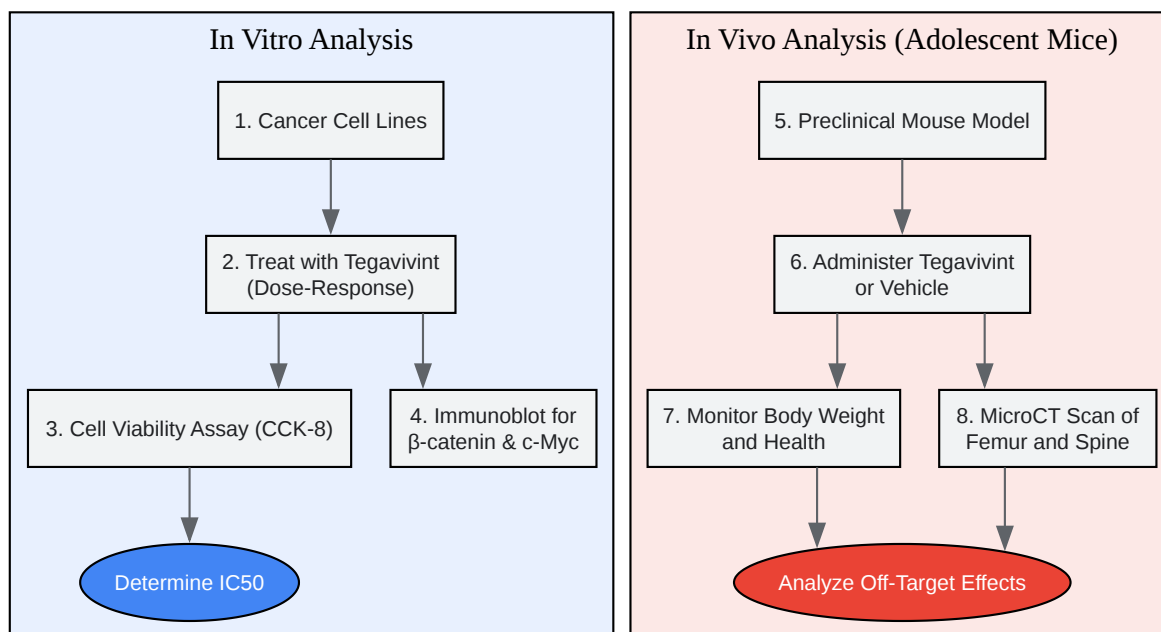 In Vitro Analysis
1. Cancer Cell Lines
2. Treat with Tegavivint
(Dose-Response)
3. Cell Viability Assay (CCK-8)
4. Immunoblot for
β-catenin & c-Myc
Determine IC50
In Vivo Analysis (Adolescent Mice)
5. Preclinical Mouse Model
6. Administer Tegavivint
or Vehicle
7. Monitor Body Weight
and Health
8. MicroCT Scan of
Femur and Spine
Analyze Off-Target Effects